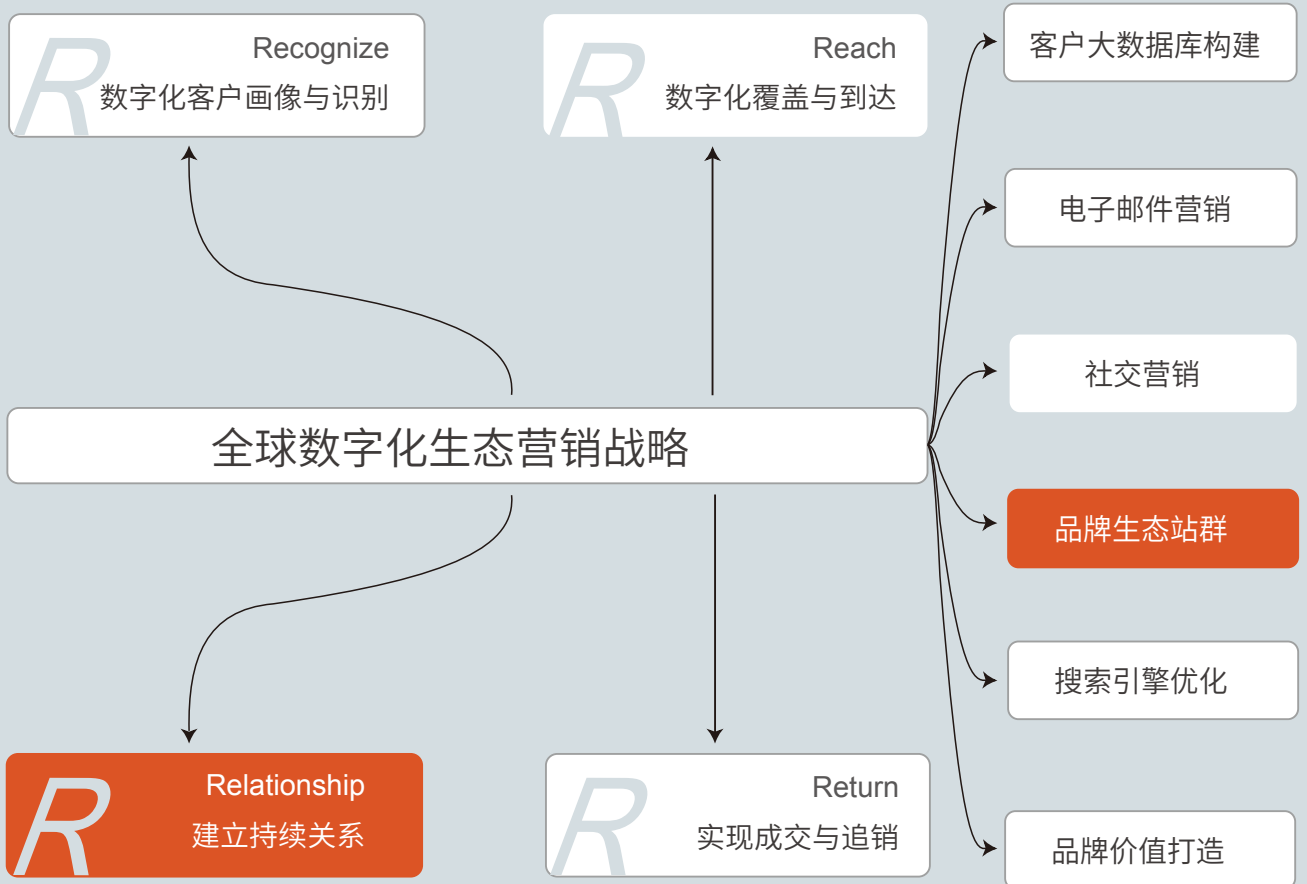 R
Recognize
数字化客户画像与识别
R
Reach
数字化覆盖与到达
客户大数据库构建
电子邮件营销
社交营销
全球数字化生态营销战略
品牌生态站群
搜索引擎优化
R
Relationship
建立持续关系
R
Return
实现成交与追销
品牌价值打造